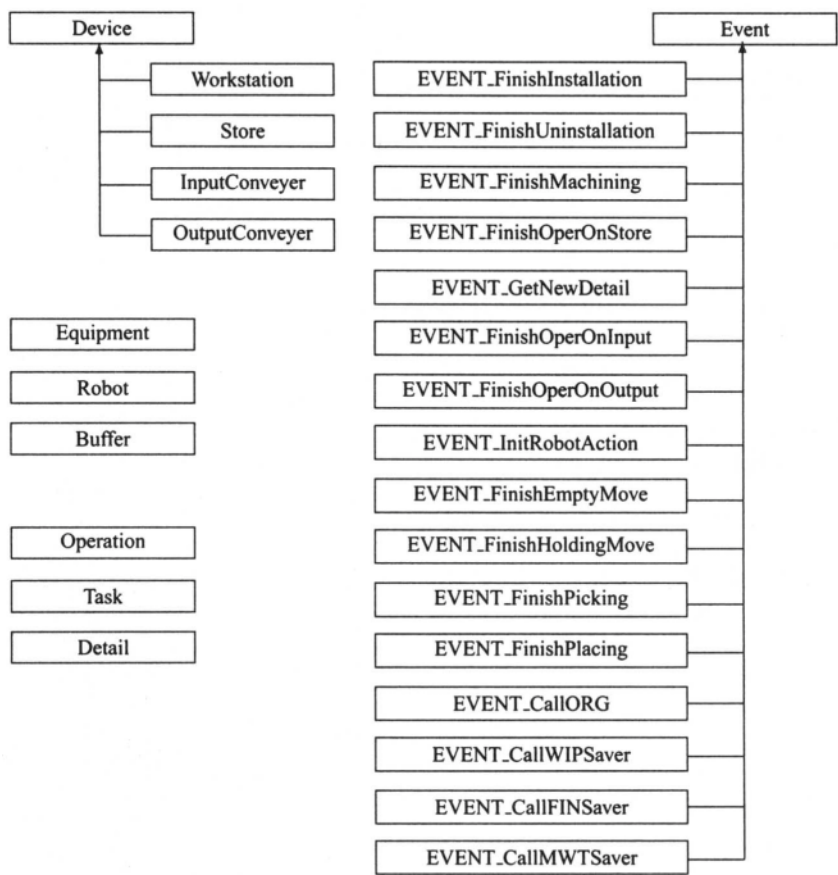 Device
Event
Workstation
EVENT_FinishInstallation
Store
EVENT_FinishUninstallation
InputConveyer
EVENT_FinishMachining
OutputConveyer
EVENT_FinishOperOnStore
EVENT_GetNewDetail
Equipment
EVENT_FinishOperOnInput
Robot
EVENT_FinishOperOnOutput
Buffer
EVENT_InitRobotAction
EVENT_FinishEmptyMove
Operation
EVENT_FinishHoldingMove
Task
EVENT_FinishPicking
Detail
EVENT_FinishPlacing
EVENT_CallORG
EVENT_CallWIPSaver
EVENT_CallFINSaver
EVENT_CallMWTSaver